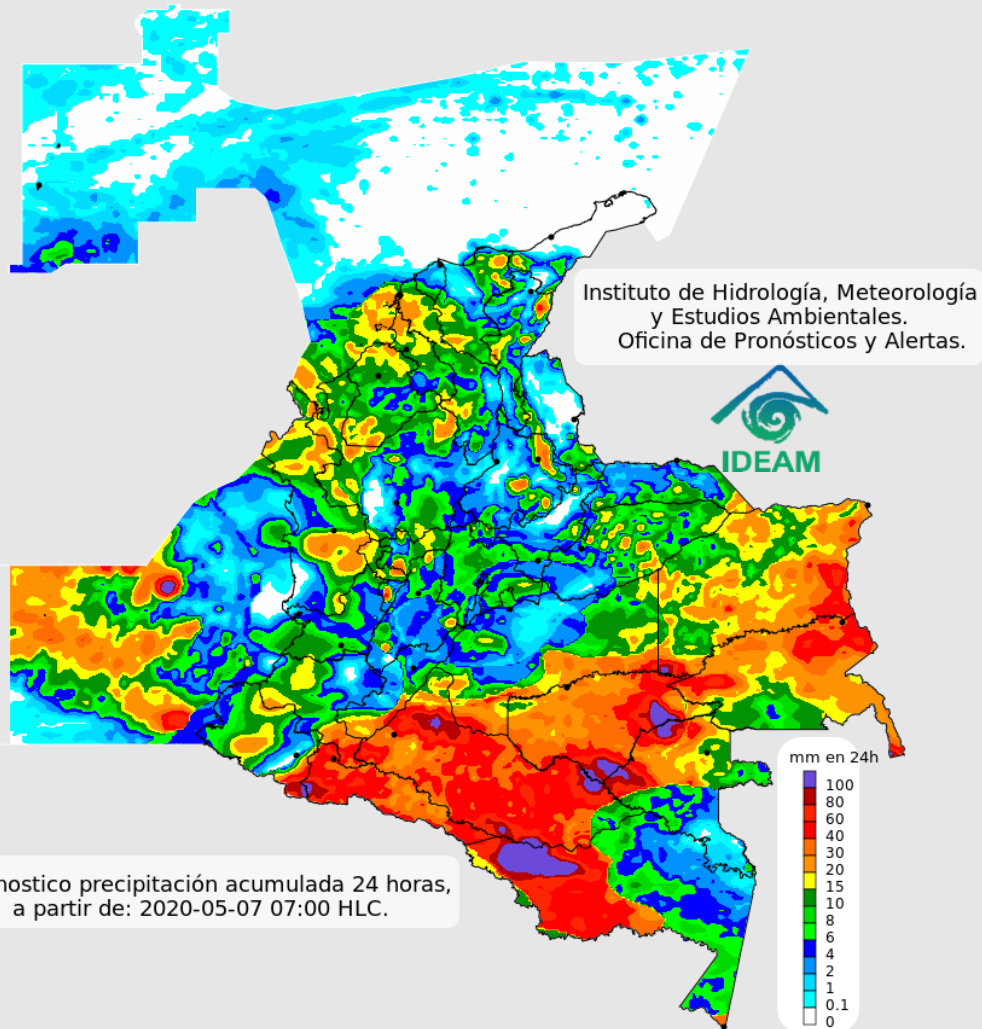 Instituto de Hidrología, Meteorología
y Estudios Ambientales.
Oficina de Pronósticos y Alertas.
IDEAM
mm en 24h
100
80
60
40
30
20
15
10
8
6
4
2
1
0.1
0
nostico precipitación acumulada 24 horas,
a partir de: 2020-05-07 07:00 HLC.